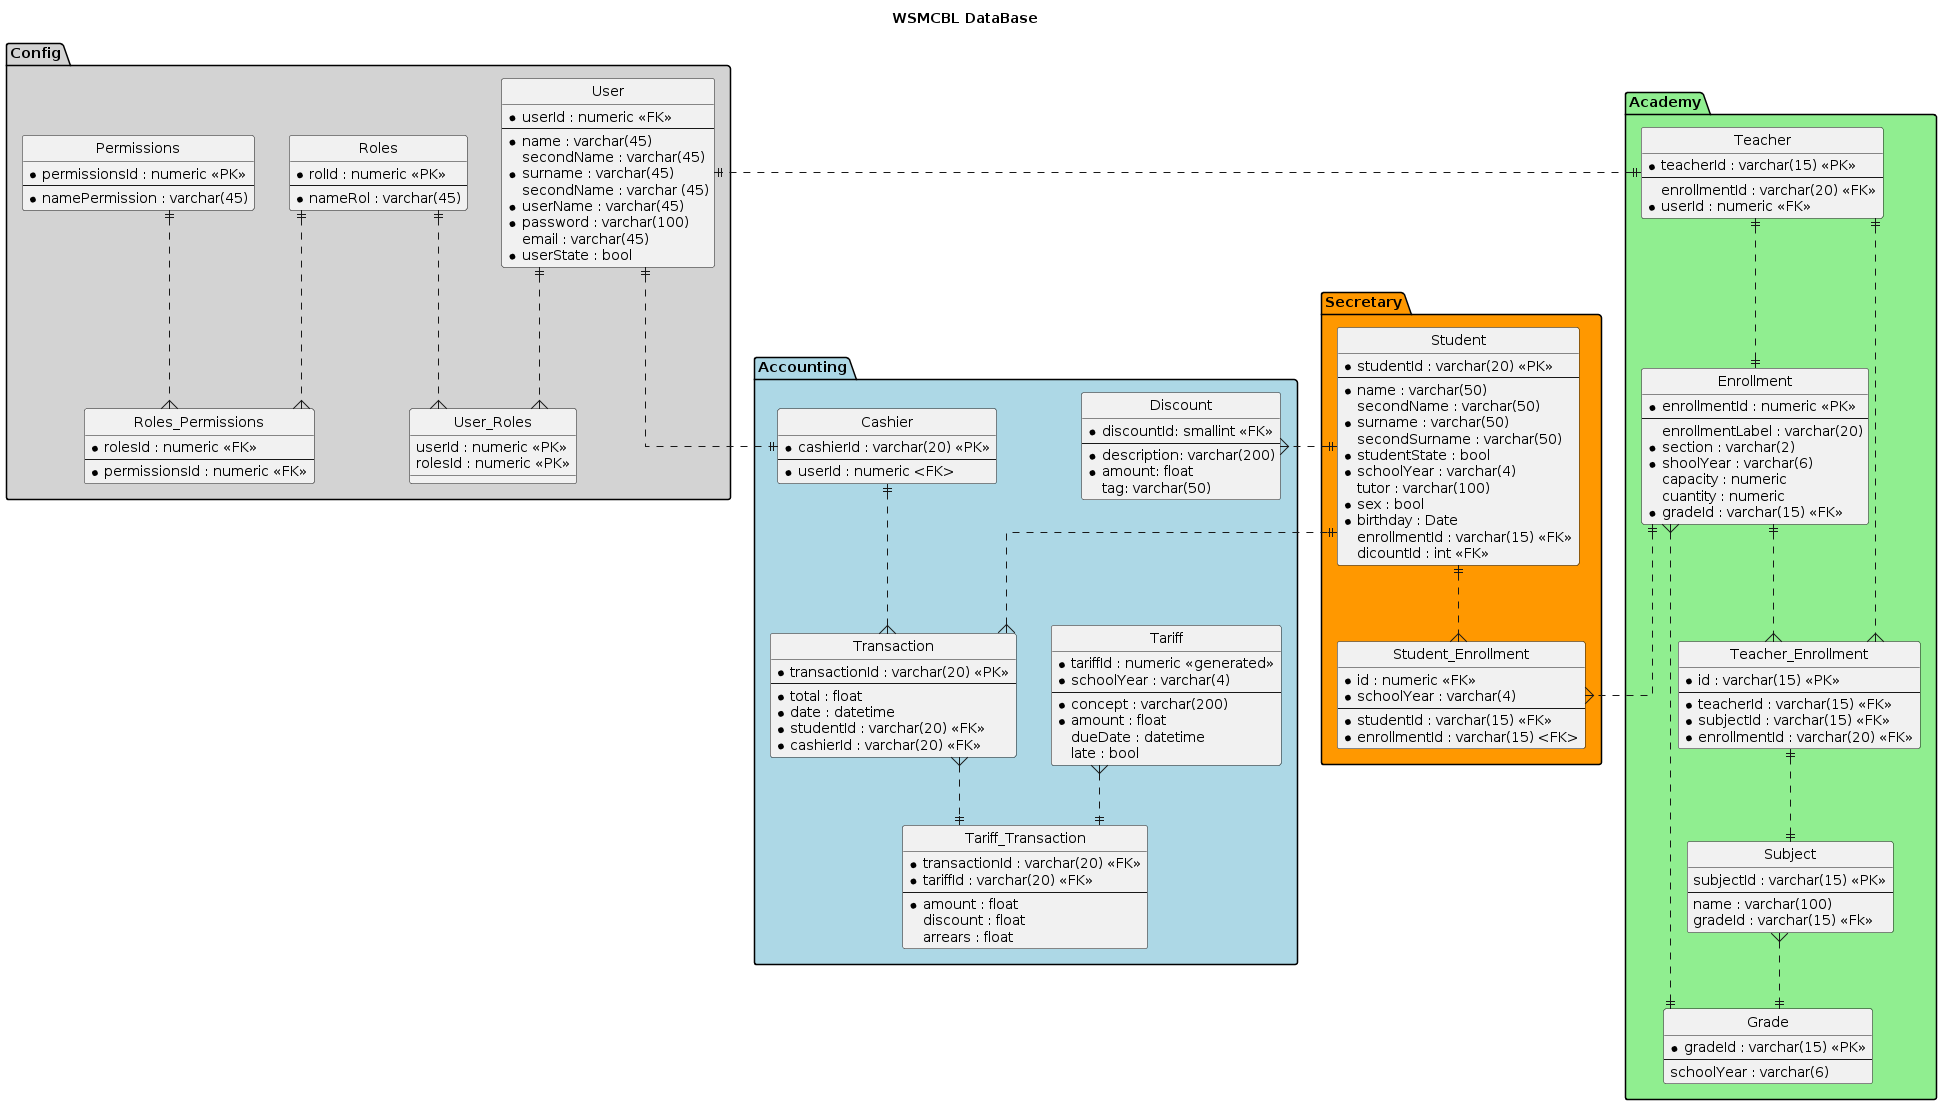 WSMCBL DataBase
Config
User
userId : numeric «FK»
name : varchar(45)
secondName : varchar(45)
surname : varchar(45)
secondName : varchar (45)
userName : varchar(45)
password : varchar(100)
email : varchar(45)
userState : bool
Permissions
permissionsId : numeric «PK»
namePermission : varchar(45)
Roles
rolId : numeric «PK»
nameRol : varchar(45)
Roles_Permissions
rolesId : numeric «FK»
permissionsId : numeric «FK»
User_Roles
userId : numeric «PK»
rolesId : numeric «PK»
Accounting
Cashier
cashierId : varchar(20) «PK»
userId : numeric <FK>
Discount
discountId: smallint «FK»
description: varchar(200)
amount: float
tag: varchar(50)
Transaction
transactionId : varchar(20) «PK»
total : float
date : datetime
studentId : varchar(20) «FK»
cashierId : varchar(20) «FK»
Tariff
tariffId : numeric «generated»
schoolYear : varchar(4)
concept : varchar(200)
amount : float
dueDate : datetime
late : bool
Tariff_Transaction
transactionId : varchar(20) «FK»
tariffId : varchar(20) «FK»
amount : float
discount : float
arrears : float
Secretary
Student
studentId : varchar(20) «PK»
name : varchar(50)
secondName : varchar(50)
surname : varchar(50)
secondSurname : varchar(50)
studentState : bool
schoolYear : varchar(4)
tutor : varchar(100)
sex : bool
birthday : Date
enrollmentId : varchar(15) «FK»
dicountId : int «FK»
Student_Enrollment
id : numeric «FK»
schoolYear : varchar(4)
studentId : varchar(15) «FK»
enrollmentId : varchar(15) <FK>
Academy
Teacher
teacherId : varchar(15) «PK»
enrollmentId : varchar(20) «FK»
userId : numeric «FK»
Enrollment
enrollmentId : numeric «PK»
enrollmentLabel : varchar(20)
section : varchar(2)
shoolYear : varchar(6)
capacity : numeric
cuantity : numeric
gradeId : varchar(15) «FK»
Teacher_Enrollment
id : varchar(15) «PK»
teacherId : varchar(15) «FK»
subjectId : varchar(15) «FK»
enrollmentId : varchar(20) «FK»
Subject
subjectId : varchar(15) «PK»
name : varchar(100)
gradeId : varchar(15) «Fk»
Grade
gradeId : varchar(15) «PK»
schoolYear : varchar(6)